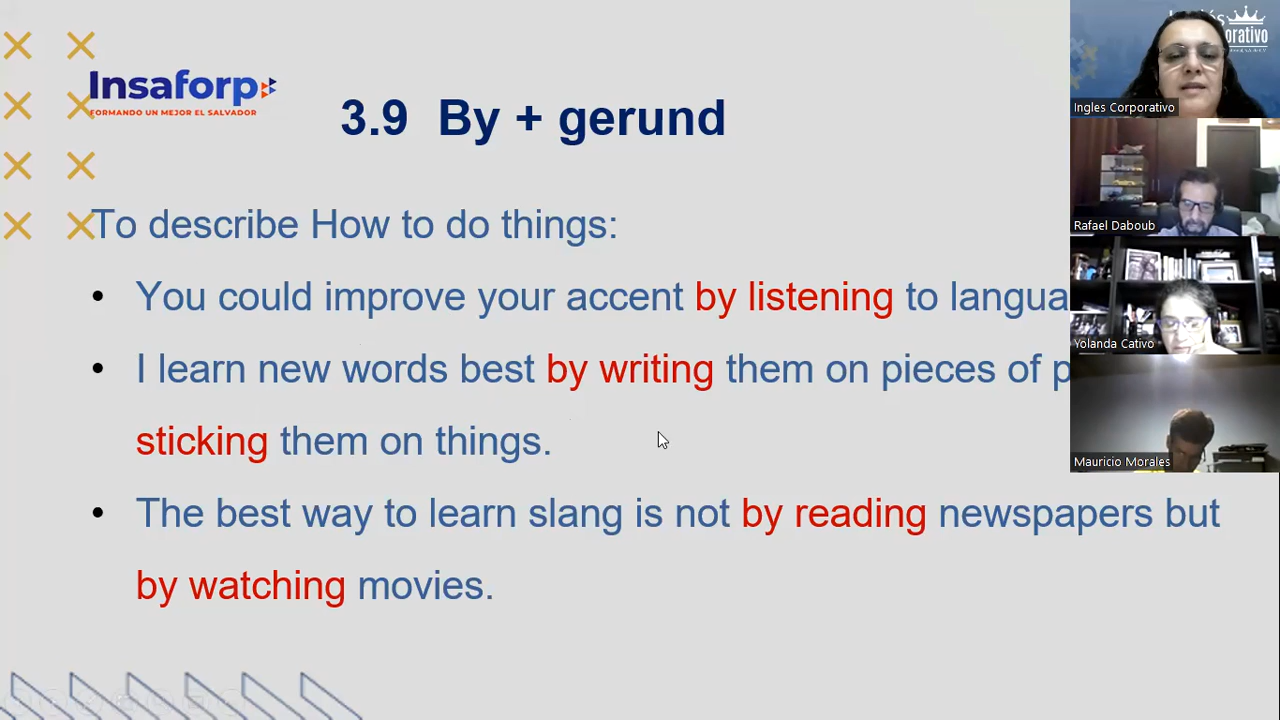 Insaforp
FORMANDO UN MEJOR EL SALVADOR
3.9 By + gerund
To describe How to do things:
• You could improve your accent by listening to
• I learn new words best by writing them on pieces of
sticking them on things.
• The best way to learn slang is not by reading newspapers but
by watching movies.
Ingles Corporativo
Rafael Daboub
Yolanda Cativo
Mauricio Morales